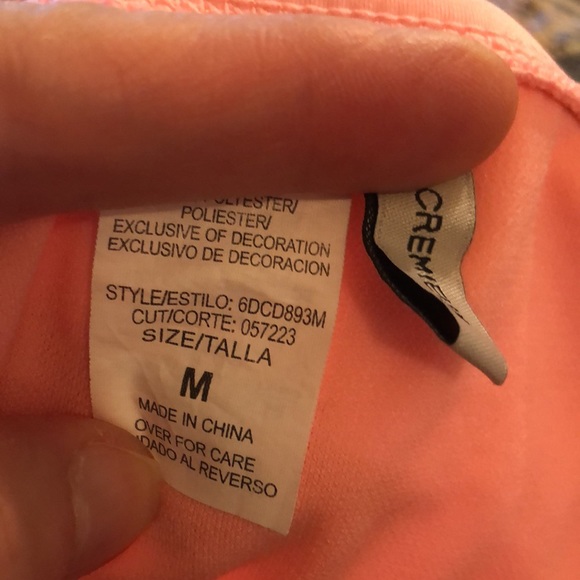 POLIESTER/
EXCLUSIVE OF DECORATION
EXCLUSIVO DE DECORACION
STYLE/ESTILO: 6DCD893M
CUT/CORTE: 057223
SIZE/TALLA
M
MADE IN CHINA
OVER FOR CARE
DADO AL REVERSO